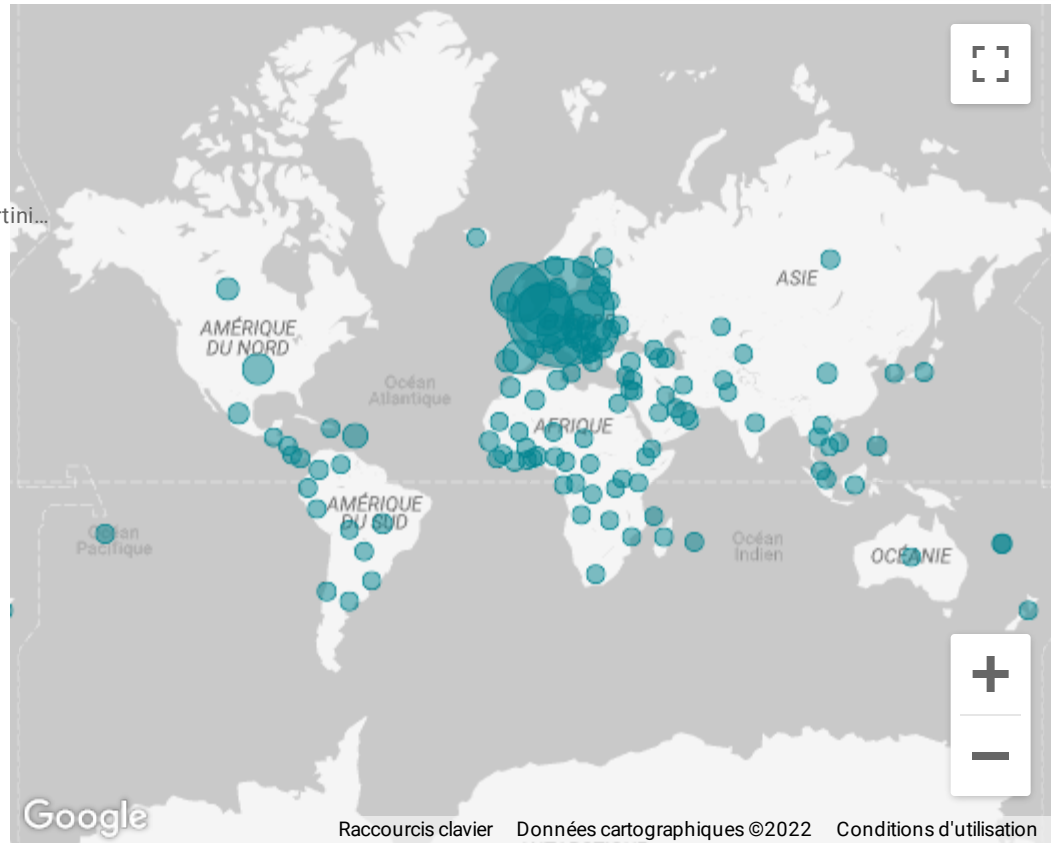 rtini...
ASIE
AMÉRIQUE
DU NORD
Océan
Atlantique
AFRIQUE
AMÉRIQUE
DU SUD
Océan
Pacifique
Océan
Indien
OCÉANIE
Google
Raccourcis clavier
Données cartographiques ©2022
Conditions d'utilisation